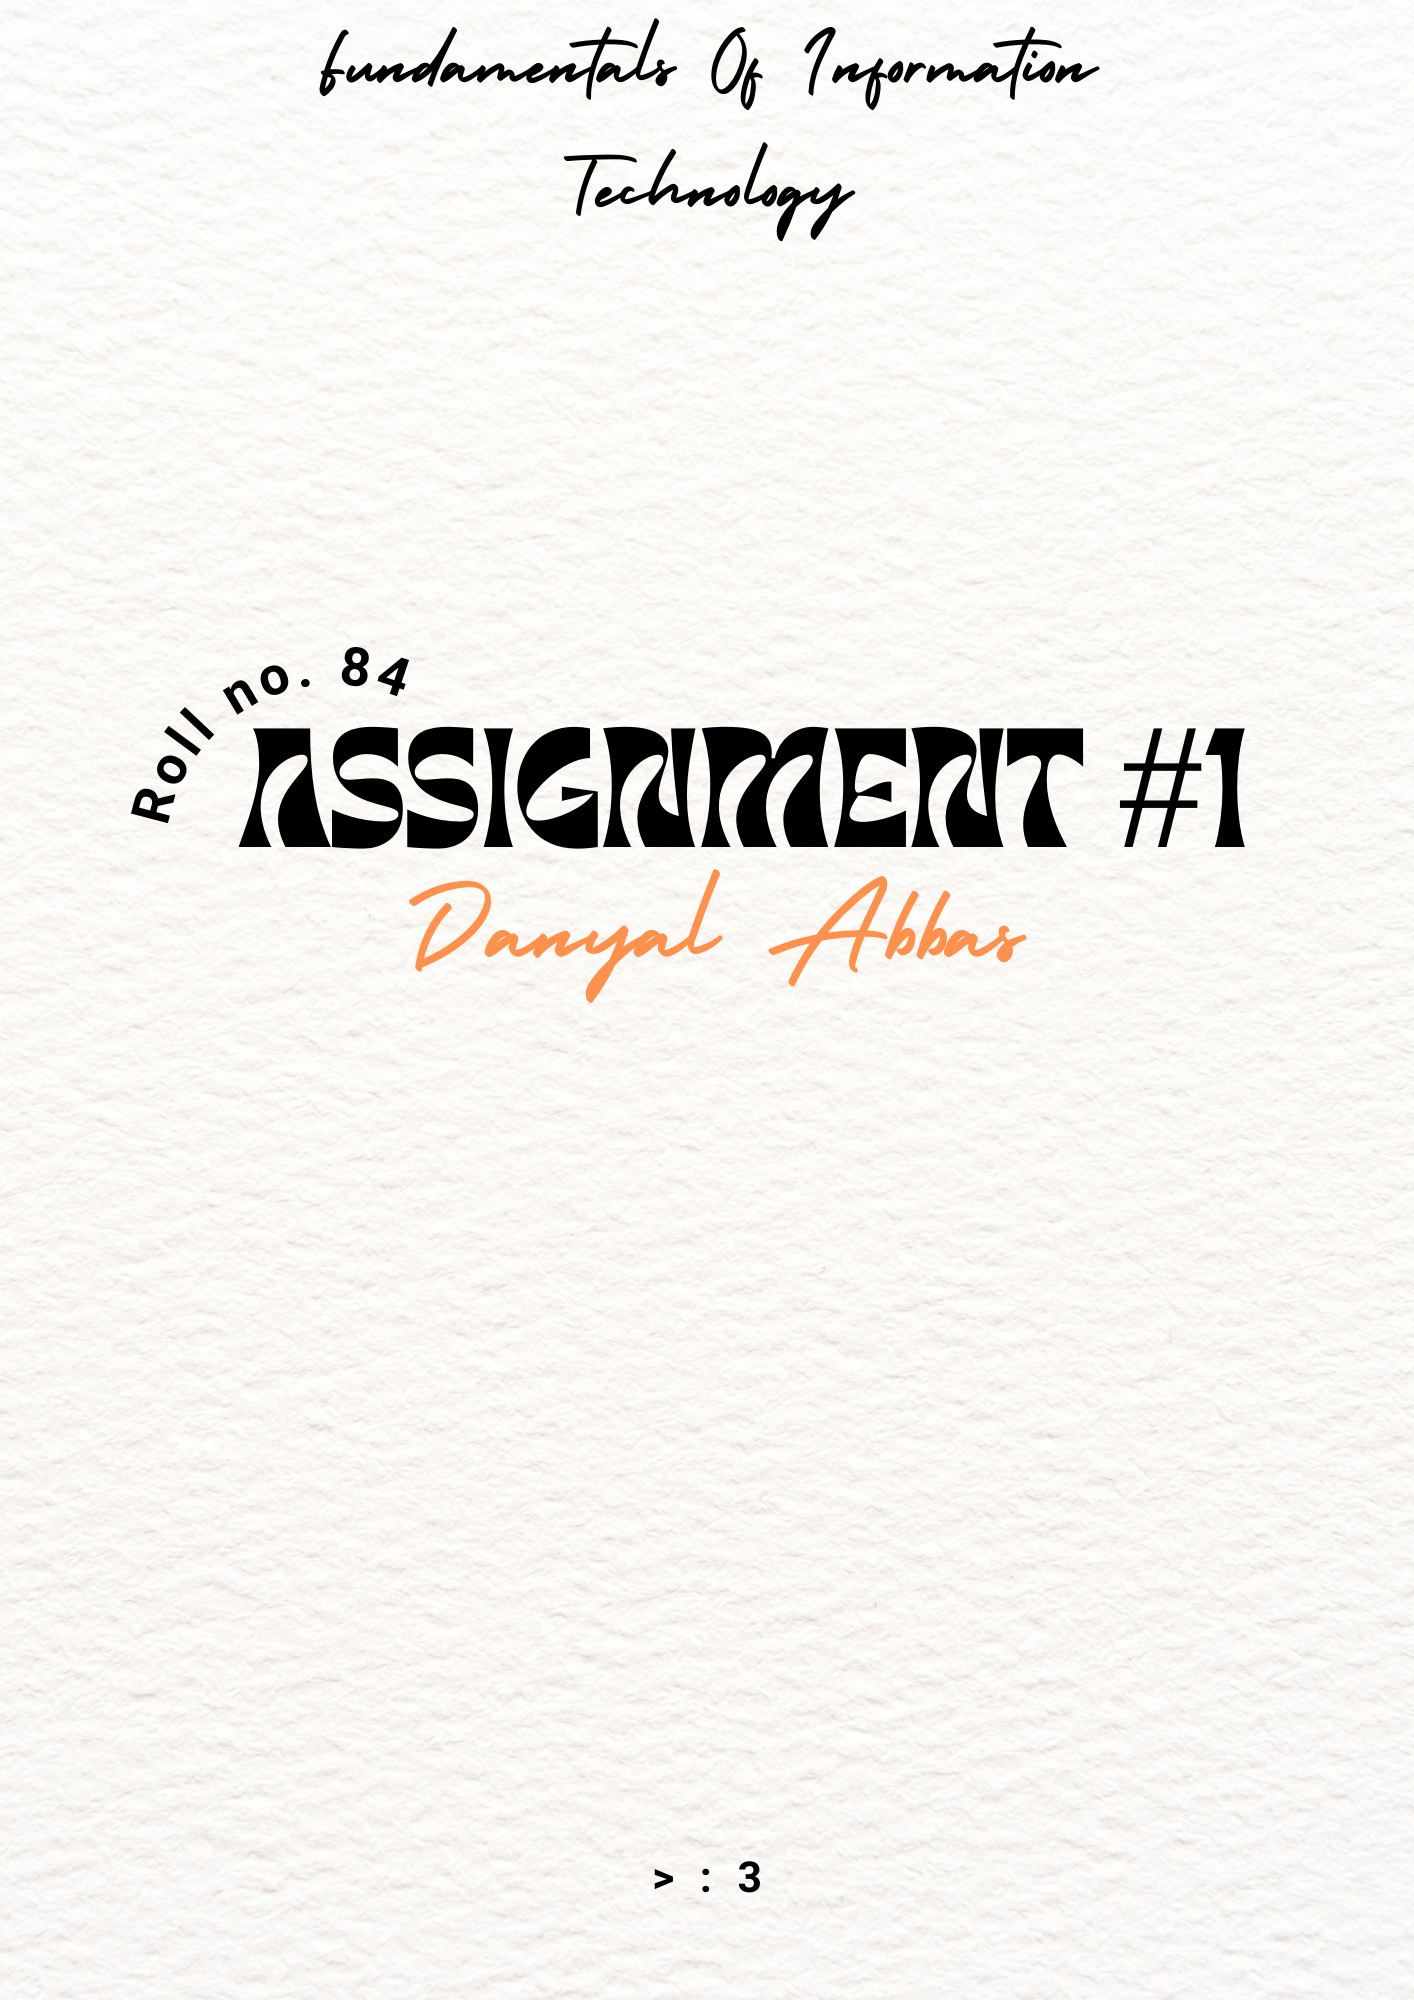 fundamentals Of Information
Technology
Roll no. 84
ASSIGNMENT #1
Danyal Abbas
> : 3